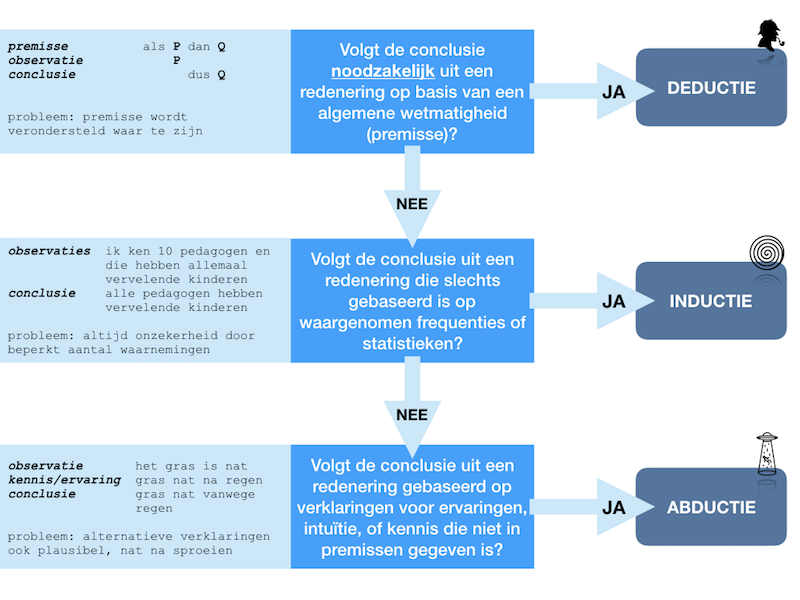 premisse als P dan Q
observatie P
conclusie dus Q
probleem: premisse wordt
verondersteld waar te zijn
Volgt de conclusie
noodzakelijk uit een
redenering op basis van een
algemene wetmatigheid
(premisse)?
JA
DEDUCTIE
NEE
observaties ik ken 10 pedagogen en
die hebben allemaal
vervelende kinderen
conclusie alle pedagogen hebben
vervelende kinderen
probleem: altijd onzekerheid door
beperkt aantal waarnemingen
Volgt de conclusie uit een
redenering die slechts
gebaseerd is op
waargenomen frequenties of
statistieken?
JA
INDUCTIE
NEE
observatie het gras is nat
kennis/ervaring gras nat na regen
conclusie gras nat vanwege
regen
probleem: alternatieve verklaringen
ook plausibel, nat na sproeien
Volgt de conclusie uit een
redenering gebaseerd op
verklaringen voor ervaringen,
intuïtie, of kennis die niet in
premissen gegeven is?
JA
ABDUCTIE